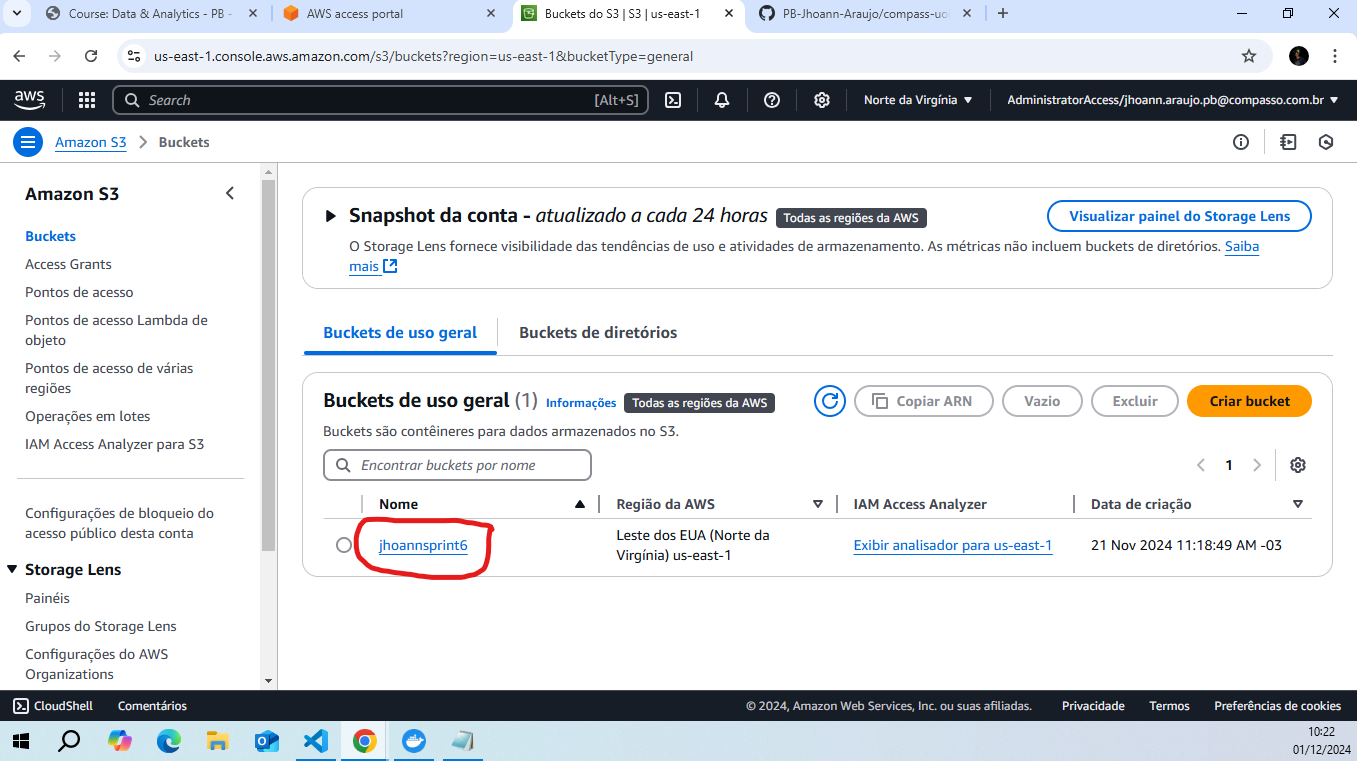 Course: Data & Analytics - PB -
AWS access portal
Buckets do S3 | S3 | us-east-1
PB-Jhoann-Araujo/compass-uol
us-east-1.console.aws.amazon.com/s3/buckets?region=us-east-1&bucketType=general
aws
Search
[Alt+S]
Norte da Virgínia
AdministratorAccess/jhoann.araujo.pb@compasso.com.br
Amazon S3
Buckets
Amazon S3
Buckets
Access Grants
Pontos de acesso
Pontos de acesso Lambda de
objeto
Pontos de acesso de várias
regiões
Operações em lotes
IAM Access Analyzer para S3
Configurações de bloqueio do
acesso público desta conta
Storage Lens
Painéis
Grupos do Storage Lens
Configurações do AWS
Organizations
Snapshot da conta - atualizado a cada 24 horas Todas as regiões da AWS
Visualizar painel do Storage Lens
O Storage Lens fornece visibilidade das tendências de uso e atividades de armazenamento. As métricas não incluem buckets de diretórios. Saiba
mais
Buckets de uso geral
Buckets de diretórios
Buckets de uso geral (1) Informações Todas as regiões da AWS
Copiar ARN
Vazio
Excluir
Criar bucket
Buckets são contêineres para dados armazenados no S3.
Encontrar buckets por nome
1
Nome
Região da AWS
IAM Access Analyzer
Data de criação
jhoannsprint6
Leste dos EUA (Norte da
Virgínia) us-east-1
Exibir analisador para us-east-1
21 Nov 2024 11:18:49 AM -03
CloudShell
Comentários
© 2024, Amazon Web Services, Inc. ou suas afiliadas.
Privacidade
Termos
Preferências de cookies
10:22
01/12/2024